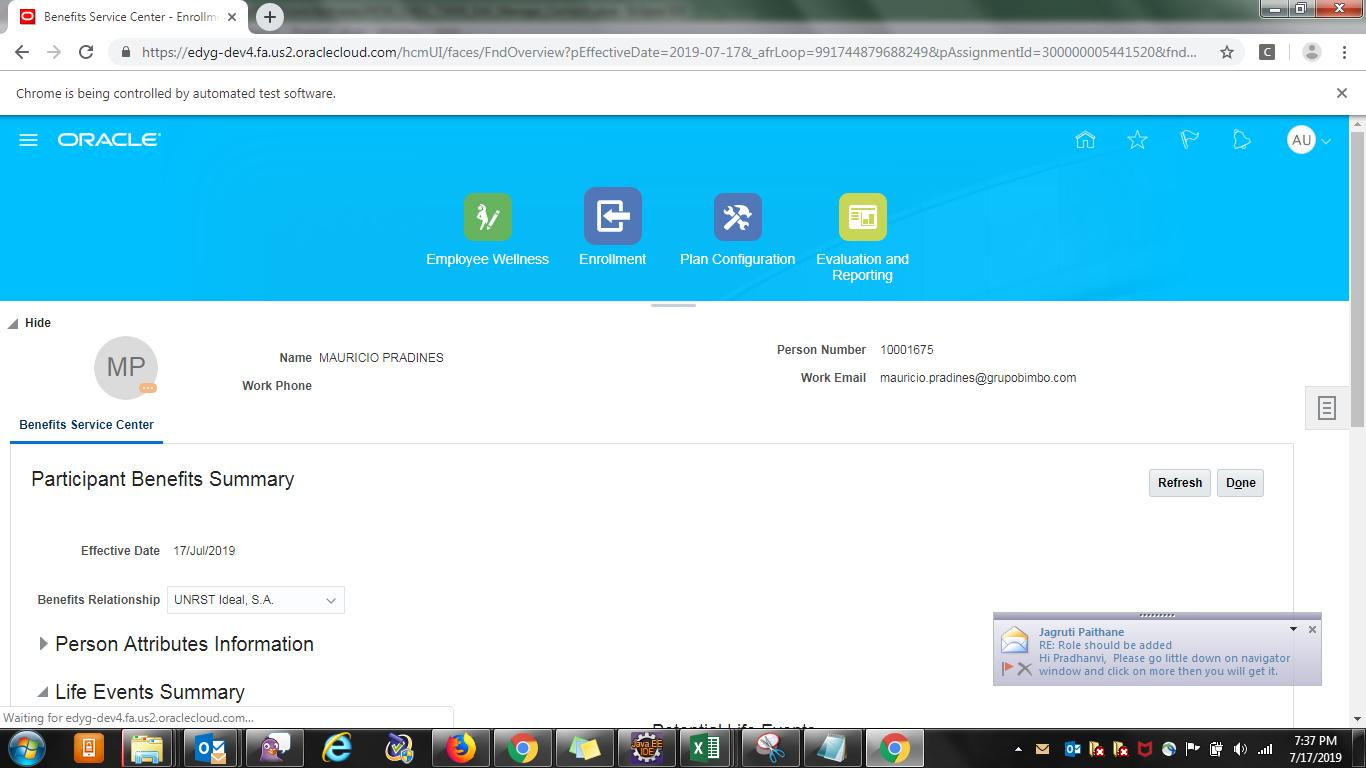 Benefits Service Center - Enrollm
https://edyg-dev4.fa.us2.oraclecloud.com/hcmUI/faces/FndOverview?pEffectiveDate=2019-07-17&_afrLoop=991744879688249&pAssignmentId=300000005441520&fnd...
Chrome is being controlled by automated test software.
ORACLE
AU
Employee Wellness
Enrollment
Plan Configuration
Evaluation and
Reporting
Hide
MP
Name MAURICIO PRADINES
Work Phone
Person Number 10001675
Work Email mauricio.pradines@grupobimbo.com
Benefits Service Center
Participant Benefits Summary
Refresh
Done
Effective Date 17/Jul/2019
Benefits Relationship UNRST Ideal, S.A.
Person Attributes Information
Life Events Summary
Potential Life Events
Jagruti Paithane
RE: Role should be added
Hi Pradhanvi, Please go little down on navigator
window and click on more then you will get it.
Waiting for edyg-dev4.fa.us2.oraclecloud.com...
Java EE
IDE
7:37 PM
7/17/2019